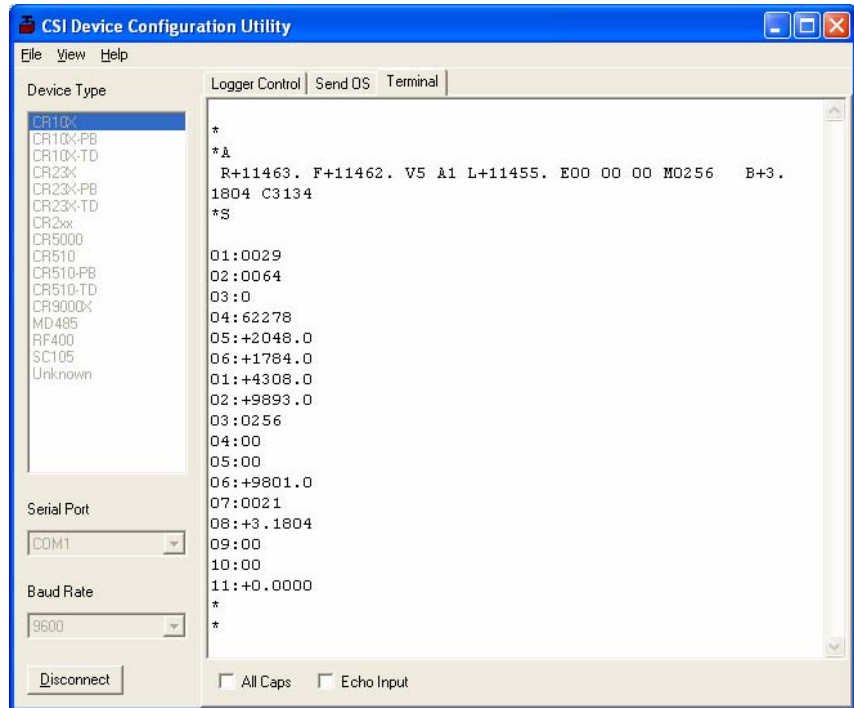 CSI Device Configuration Utility
File View Help
Device Type
CR10X
CR10X-PB
CR10X-TD
CR23X
CR23X-PB
CR23X-TD
CR2xx
CR5000
CR510
CR510-PB
CR510-TD
CR9000X
MD485
RF400
SC105
Unknown
Serial Port
COM1
Baud Rate
9600
Disconnect
Logger Control Send OS Terminal
*
*A
R+11463. F+11462. V5 A1 L+11455. E00 00 00 M0256 B+3.
1804 C3134
*S
01:0029
02:0064
03:0
04:62278
05:+2048.0
06:+1784.0
01:+4308.0
02:+9893.0
03:0256
04:00
05:00
06:+9801.0
07:0021
08:+3.1804
09:00
10:00
11:+0.0000
*
*
All Caps Echo Input